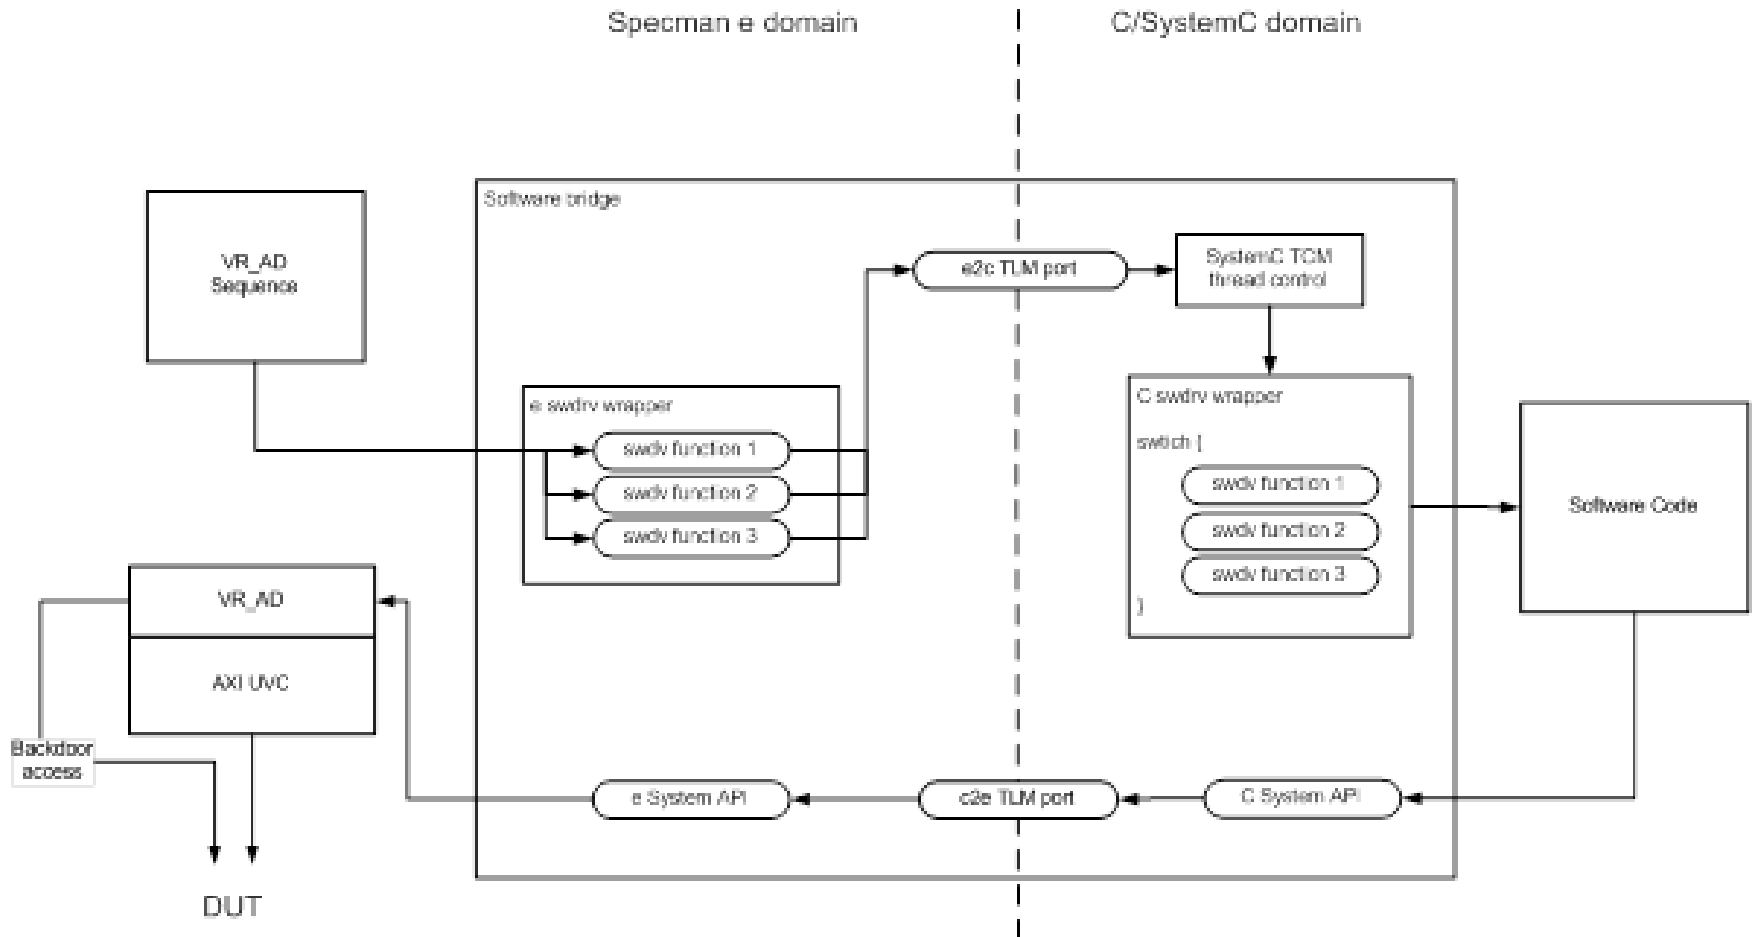 Specman e domain
C/SystemC domain
Software bridge
VR_AD
Sequence
e2c TLM port
SystemC TCM
thread control
e swdrv wrapper
swdv function 1
swdv function 2
swdv function 3
C swdrv wrapper
swtich {
swdv function 1
swdv function 2
swdv function 3
}
Software Code
VR_AD
AXI UVC
Backdoor
access
e System API
c2e TLM port
C System API
DUT